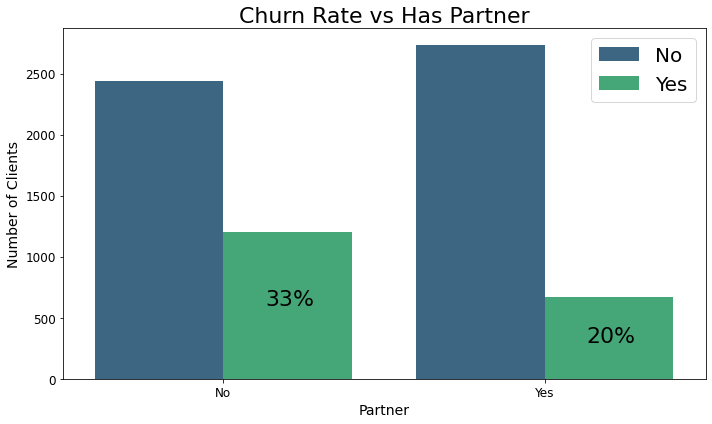 Churn Rate vs Has Partner
No
Yes
2500
2000
1500
1000
500
0
Number of Clients
33%
20%
No
Yes
Partner